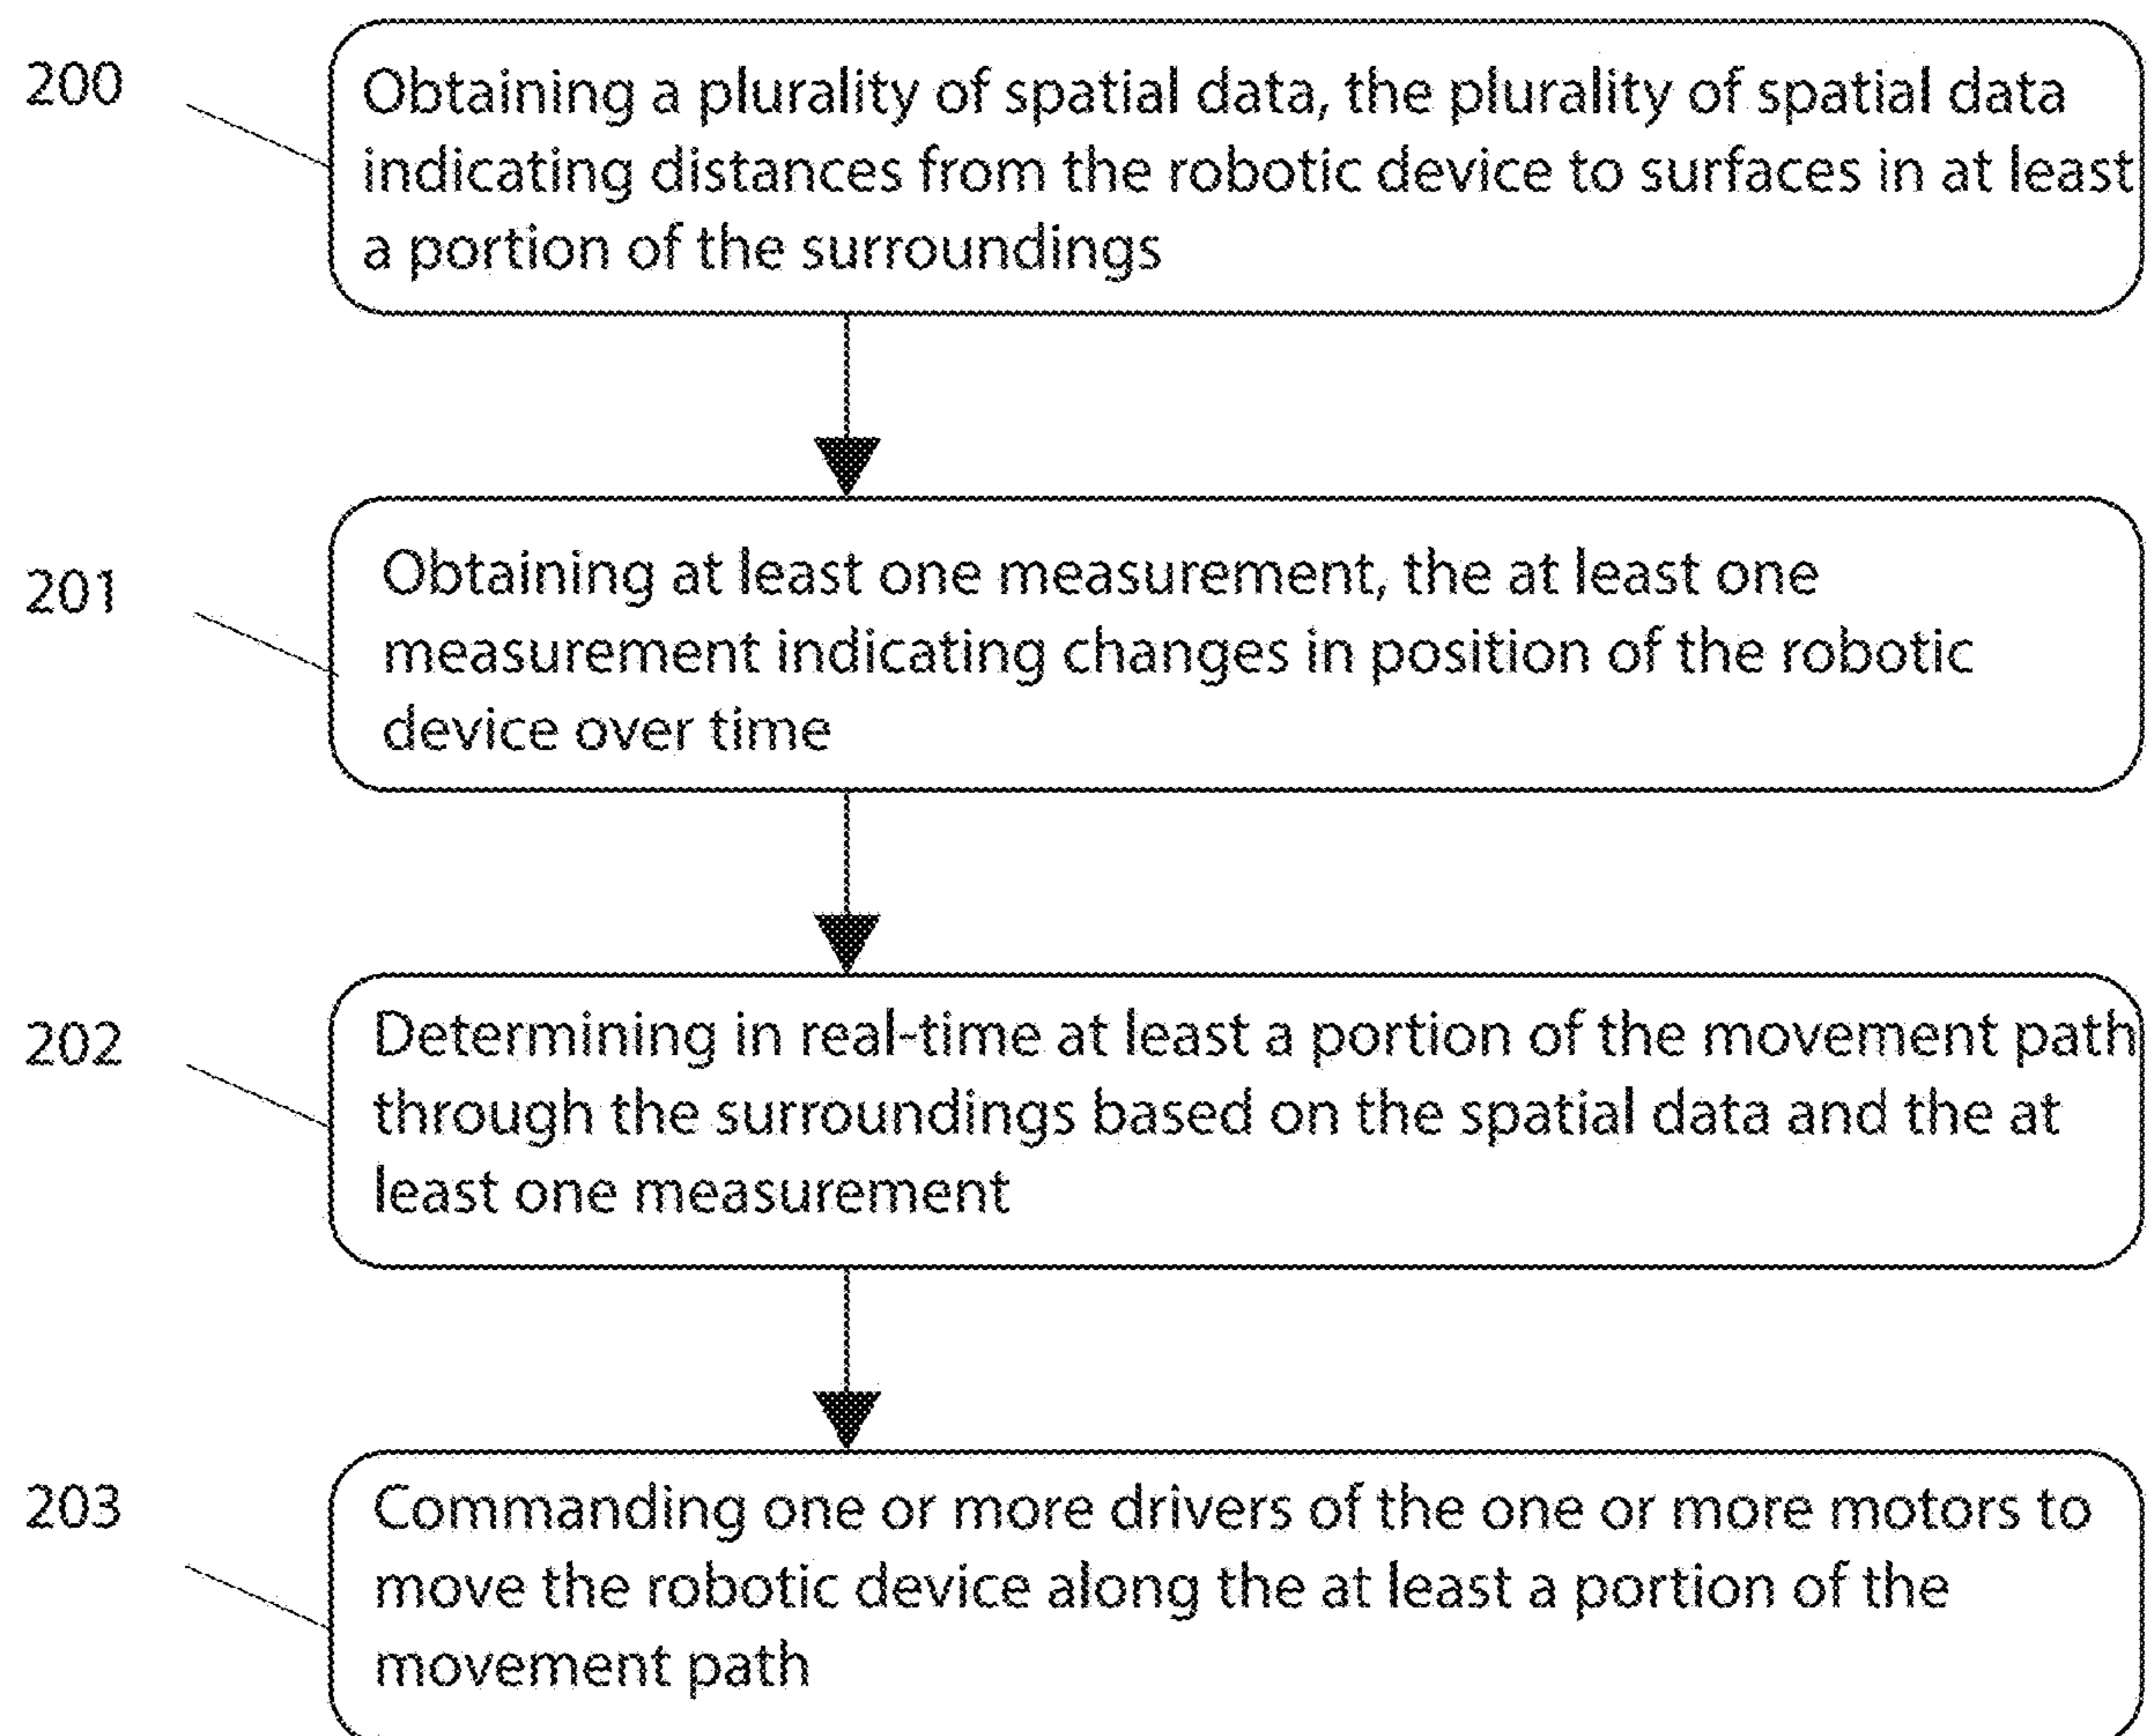 200
Obtaining a plurality of spatial data, the plurality of spatial data
indicating distances from the robotic device to surfaces in at least
a portion of the surroundings
201
Obtaining at least one measurement, the at least one
measurement indicating changes in position of the robotic
device over time
202
Determining in real-time at least a portion of the movement path
through the surroundings based on the spatial data and the at
least one measurement
203
Commanding one or more drivers of the one or more motors to
move the robotic device along the at least a portion of the
movement path